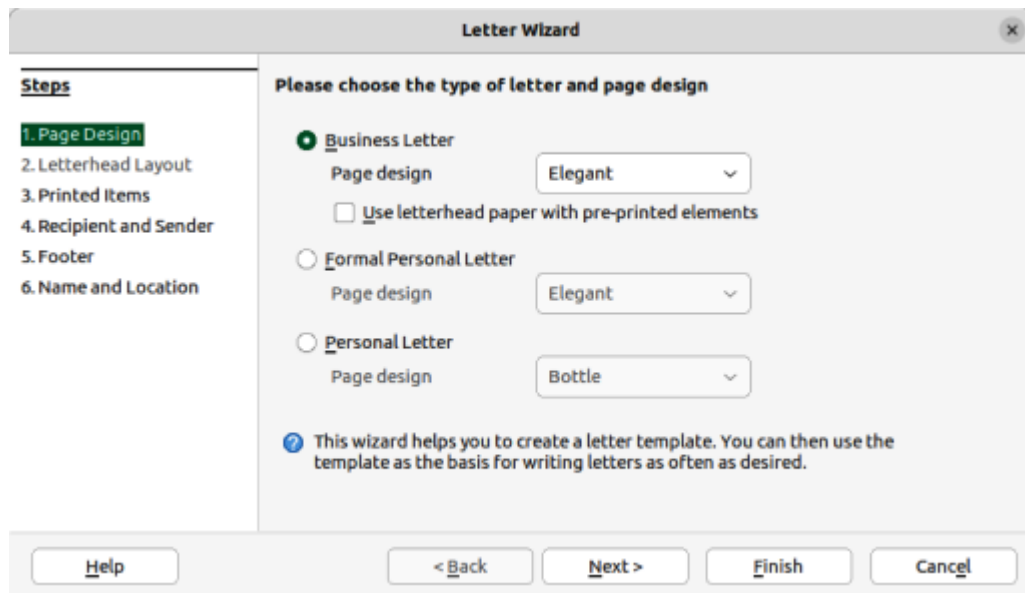 Letter Wizard
Steps
1. Page Design
2. Letterhead Layout
3. Printed Items
4. Recipient and Sender
5. Footer
6. Name and Location
Please choose the type of letter and page design
Business Letter
Page design Elegant
Use letterhead paper with pre-printed elements
Formal Personal Letter
Page design Elegant
Personal Letter
Page design Bottle
This wizard helps you to create a letter template. You can then use the
template as the basis for writing letters as often as desired.
Help < Back Next > Finish Cancel